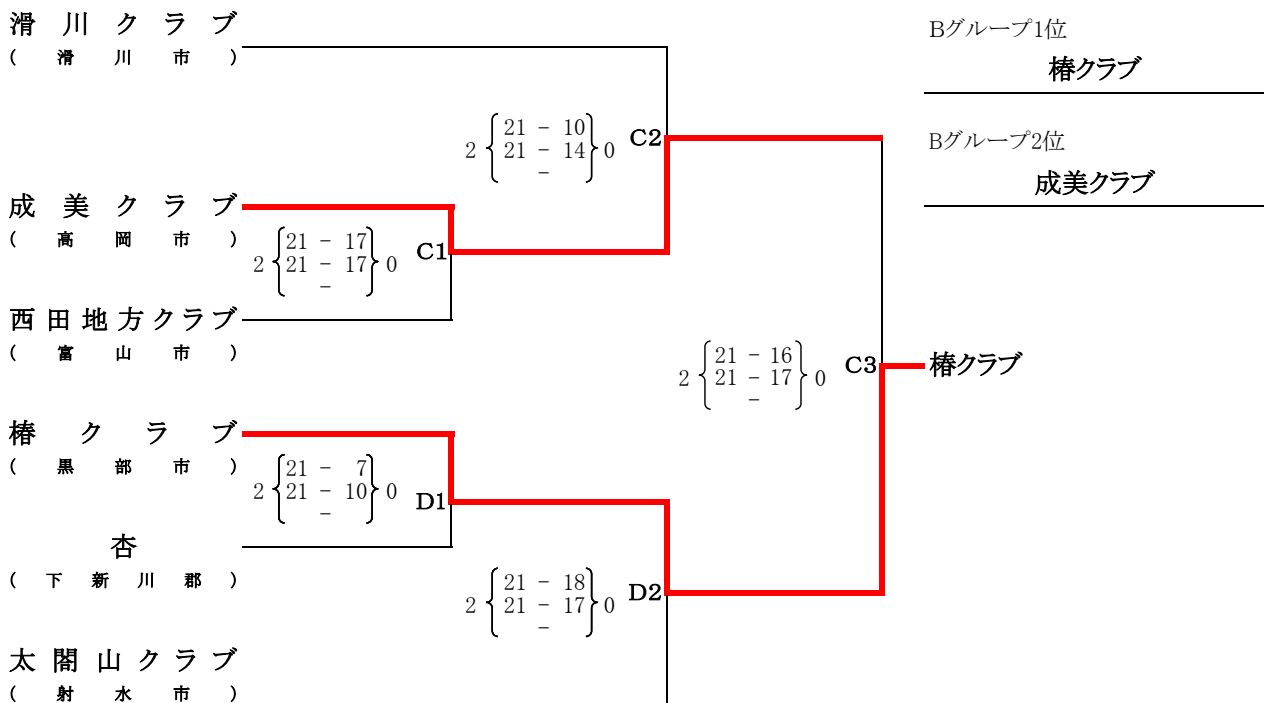 滑川クラブ
(滑川市)
成美クラブ
(高岡市)
西田地方クラブ
(富山市)
椿クラブ
(黒部市)
杏
(下新川郡)
太閤山クラブ
(射水市)
21 - 17
2 21 - 17 0
-
C1
21 - 7
2 21 - 10 0
-
D1
21 - 10
2 21 - 14 0
-
C2
21 - 18
2 21 - 17 0
-
D2
21 - 16
2 21 - 17 0
-
C3
椿クラブ
Bグループ1位
椿クラブ
Bグループ2位
成美クラブ